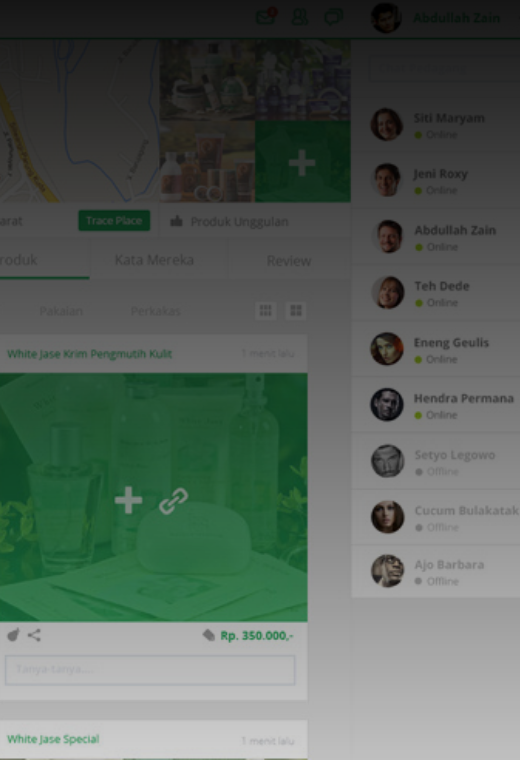 Abdullah Zain
Siti Maryam
Online
Jeni Roxy
Online
Abdullah Zain
Online
Teh Dede
Online
Eneng Geulis
Online
Hendra Permana
Online
Setyo Legowo
Offline
Cucum Bulakatak
Offline
Ajo Barbara
Offline
arat
Trace Place
Produk Unggulan
roduk
Kata Mereka
Review
Pakaian
Perkakas
White Jase Krim Pengmutih Kulit
1 menit lalu
Rp. 350.000,-
Tanya-tanya....
White Jase Special
1 menit lalu